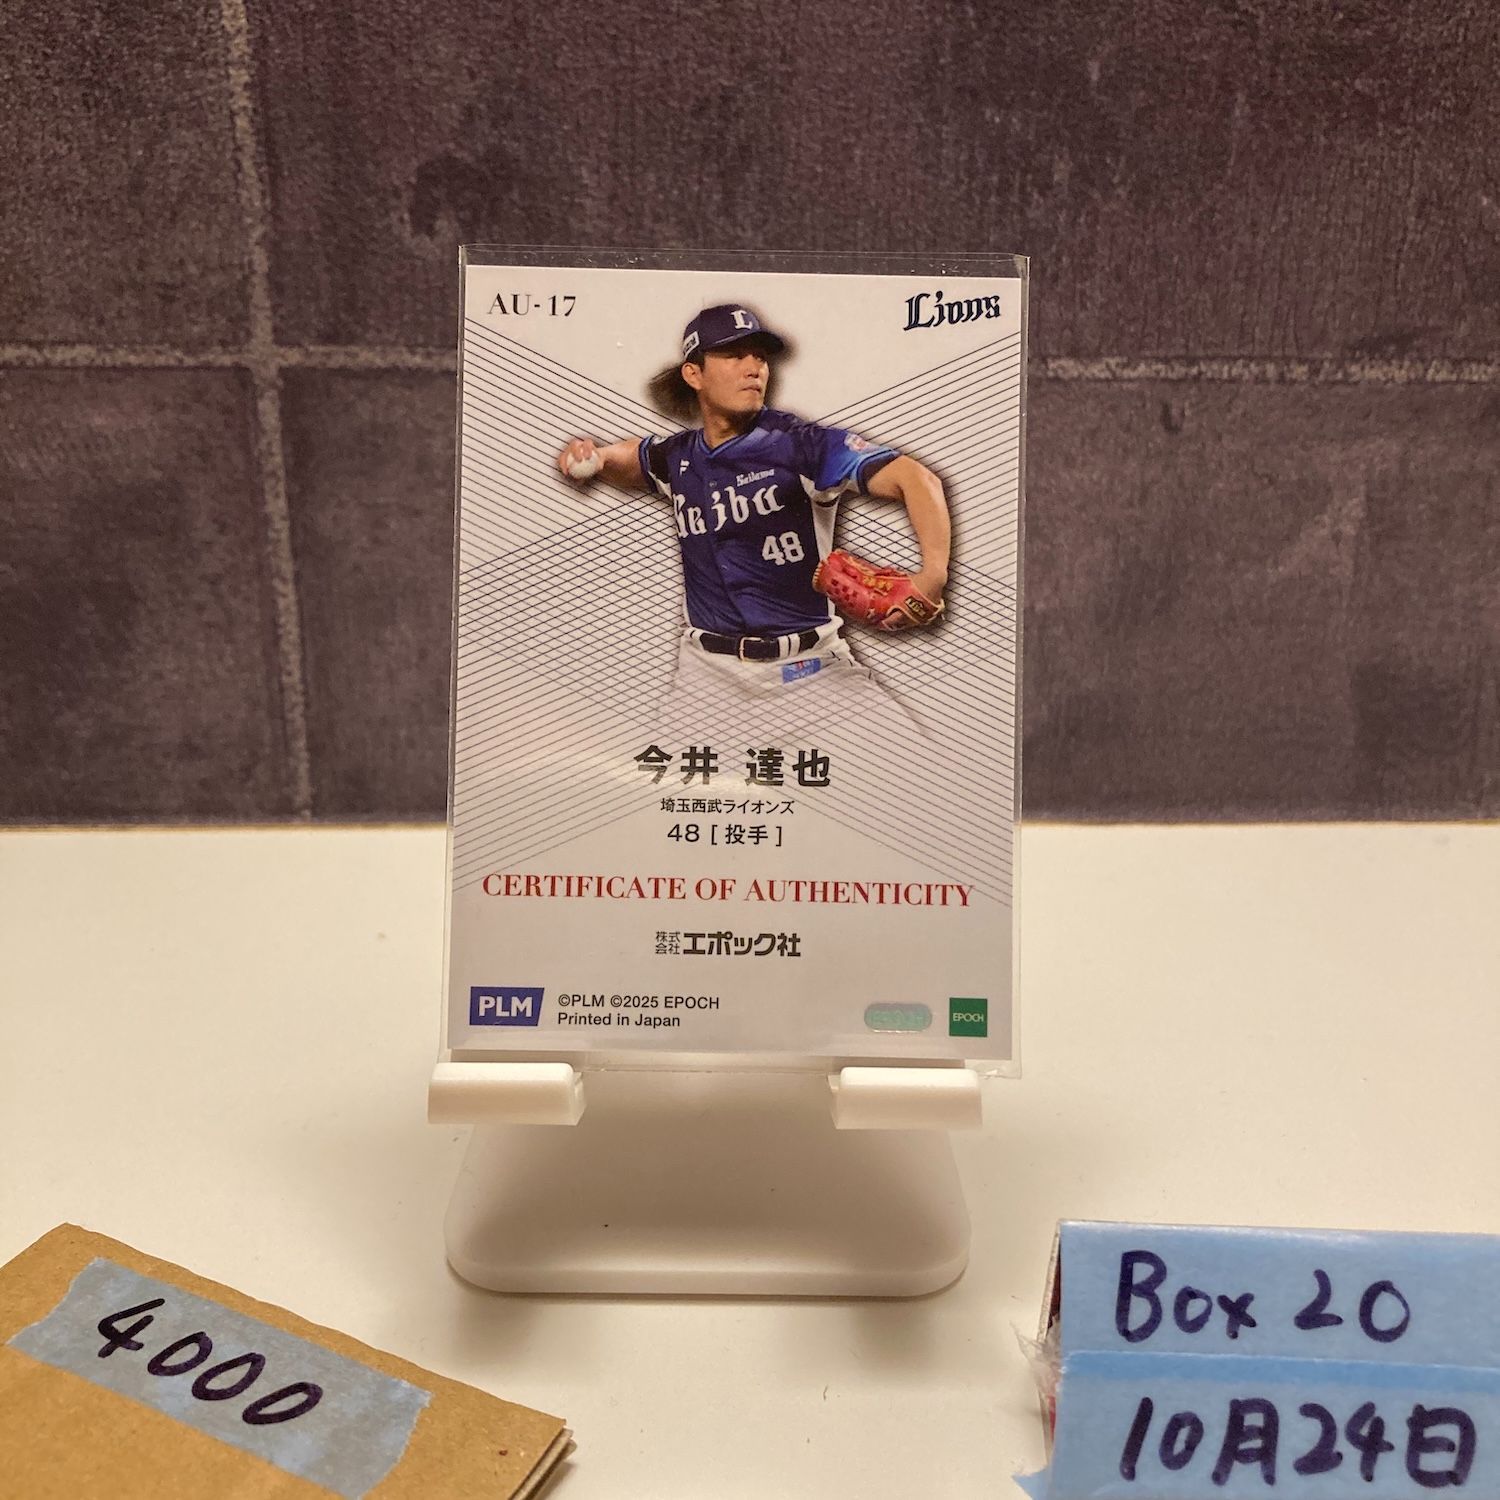 AU-17
Lions
L
Saitama
Seibu
48
今井 達也
埼玉西武ライオンズ
48 [ 投手 ]
CERTIFICATE OF AUTHENTICITY
株式会社エポック社
PLM
©PLM ©2025 EPOCH
Printed in Japan
EPOCH
EPOCH
4000
Box 20
10月24日